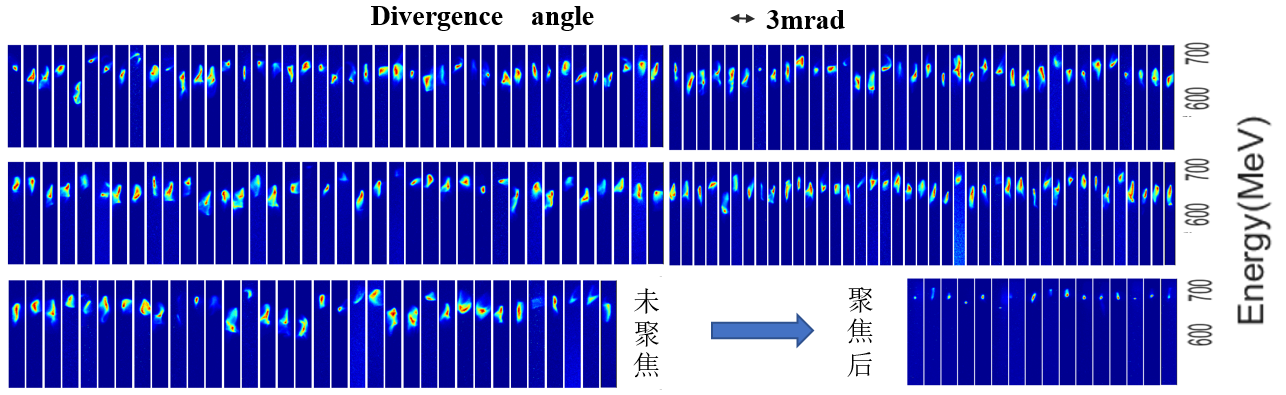 Divergence angle
3mrad
700
600
700
600
700
600
Energy(MeV)
未聚焦
聚焦后